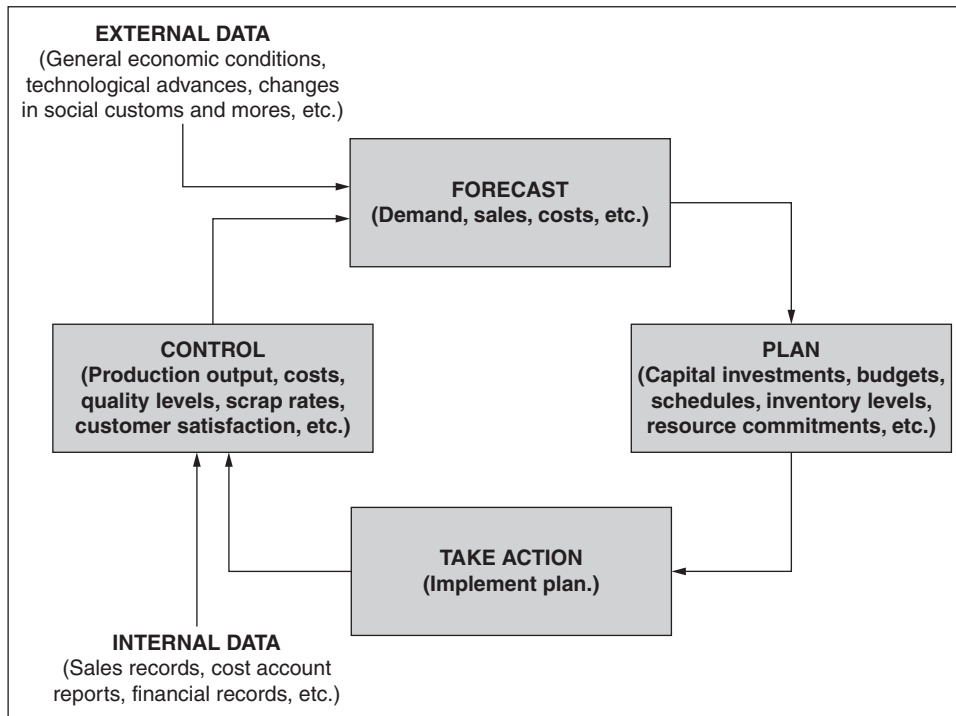 EXTERNAL DATA
(General economic conditions,
technological advances, changes
in social customs and mores, etc.)
FORECAST
(Demand, sales, costs, etc.)
CONTROL
(Production output, costs,
quality levels, scrap rates,
customer satisfaction, etc.)
PLAN
(Capital investments, budgets,
schedules, inventory levels,
resource commitments, etc.)
TAKE ACTION
(Implement plan.)
INTERNAL DATA
(Sales records, cost account
reports, financial records, etc.)